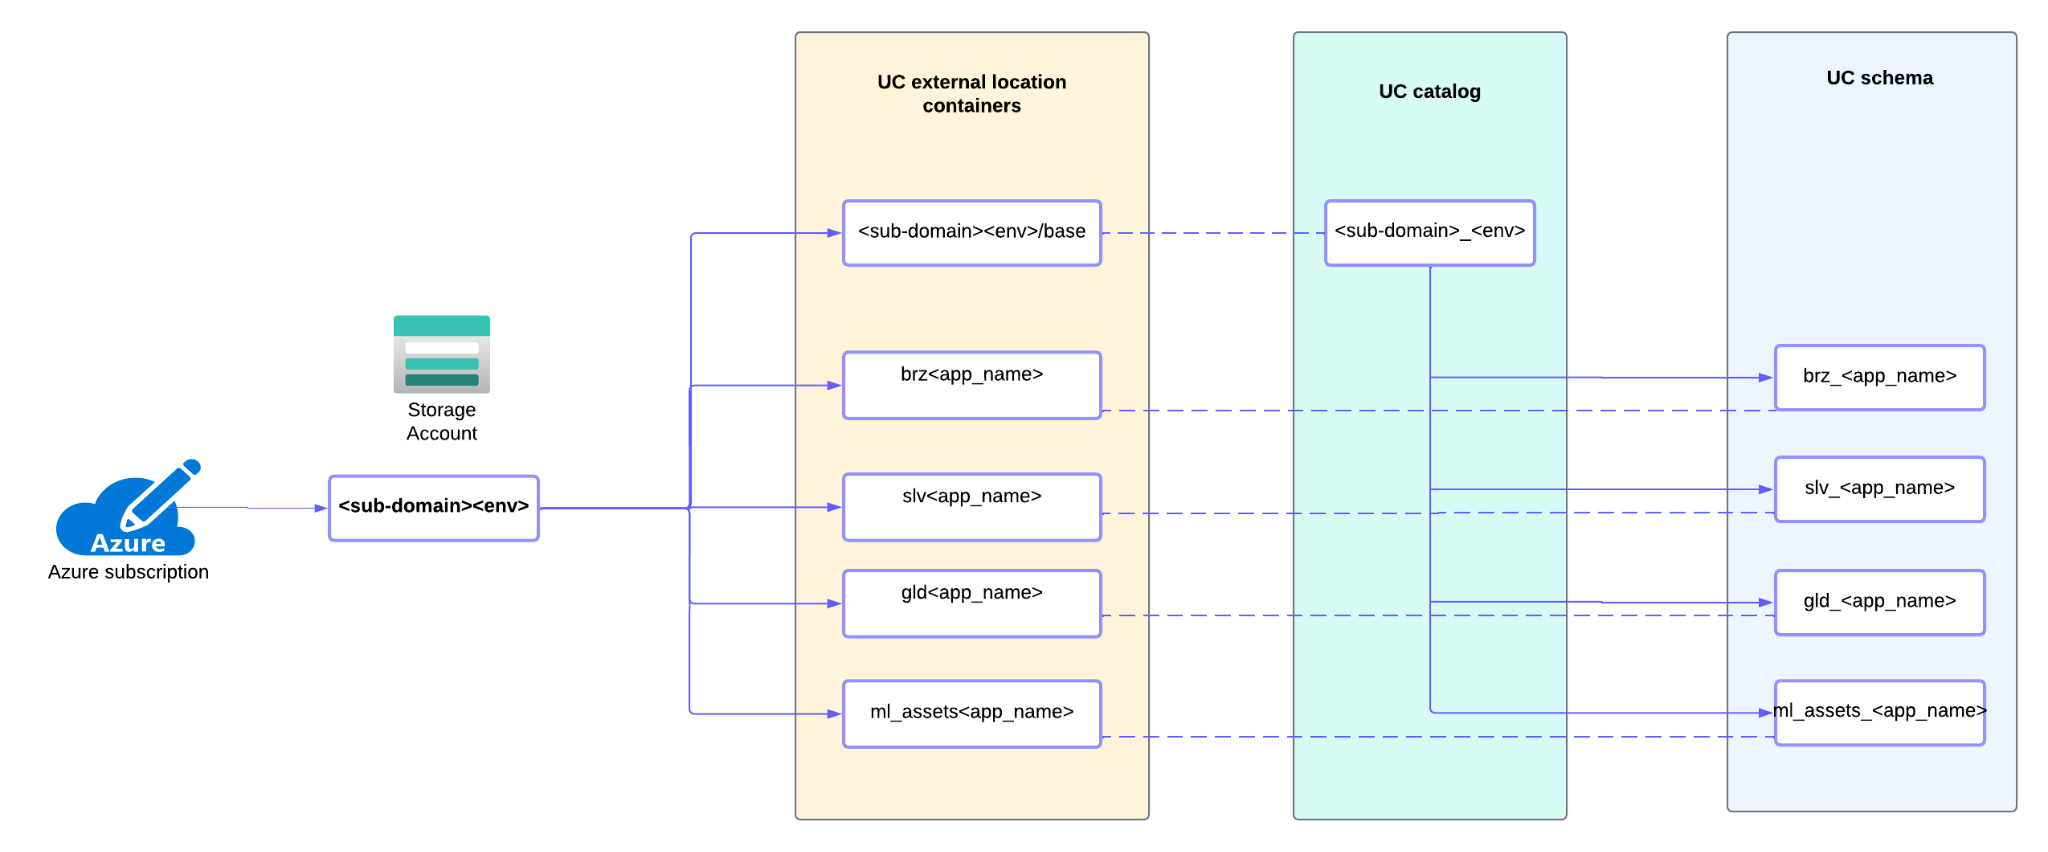 UC external location
containers
UC catalog
UC schema
<sub-domain><env>/base
<sub-domain>_<env>
brz<app_name>
brz_<app_name>
Storage
Account
slv<app_name>
slv_<app_name>
<sub-domain><env>
Azure
Azure subscription
gld<app_name>
gld_<app_name>
ml_assets<app_name>
ml_assets_<app_name>